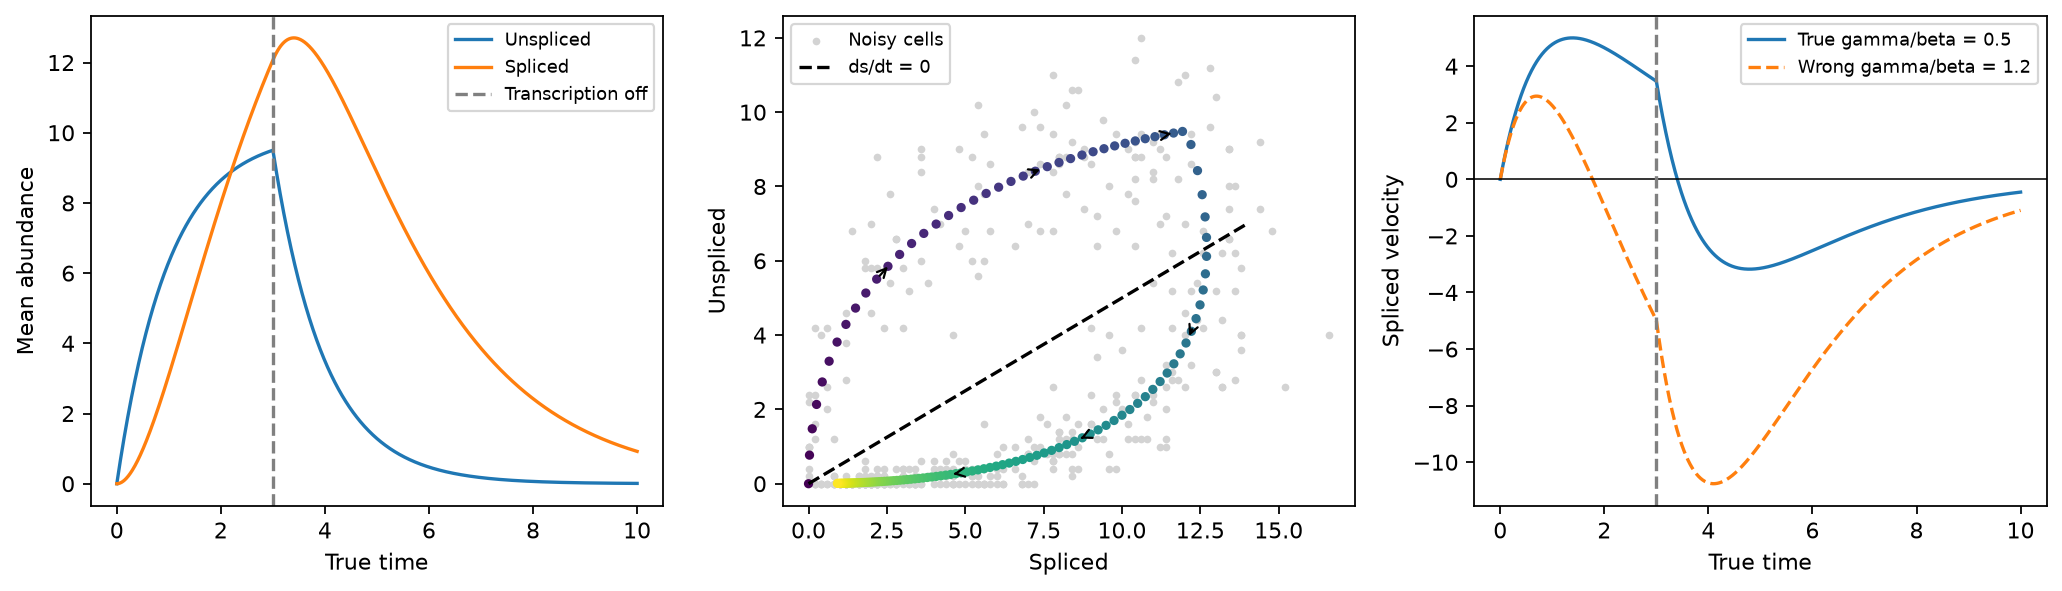 Mean abundance
12
10
8
6
4
2
0
Unspliced
Spliced
Transcription off
0 2 4 6 8 10
True time
Unspliced
12
10
8
6
4
2
0
Noisy cells
ds/dt = 0
0.0 2.5 5.0 7.5 10.0 12.5 15.0
Spliced
Spliced velocity
4
2
0
−2
−4
−6
−8
−10
True gamma/beta = 0.5
Wrong gamma/beta = 1.2
0 2 4 6 8 10
True time